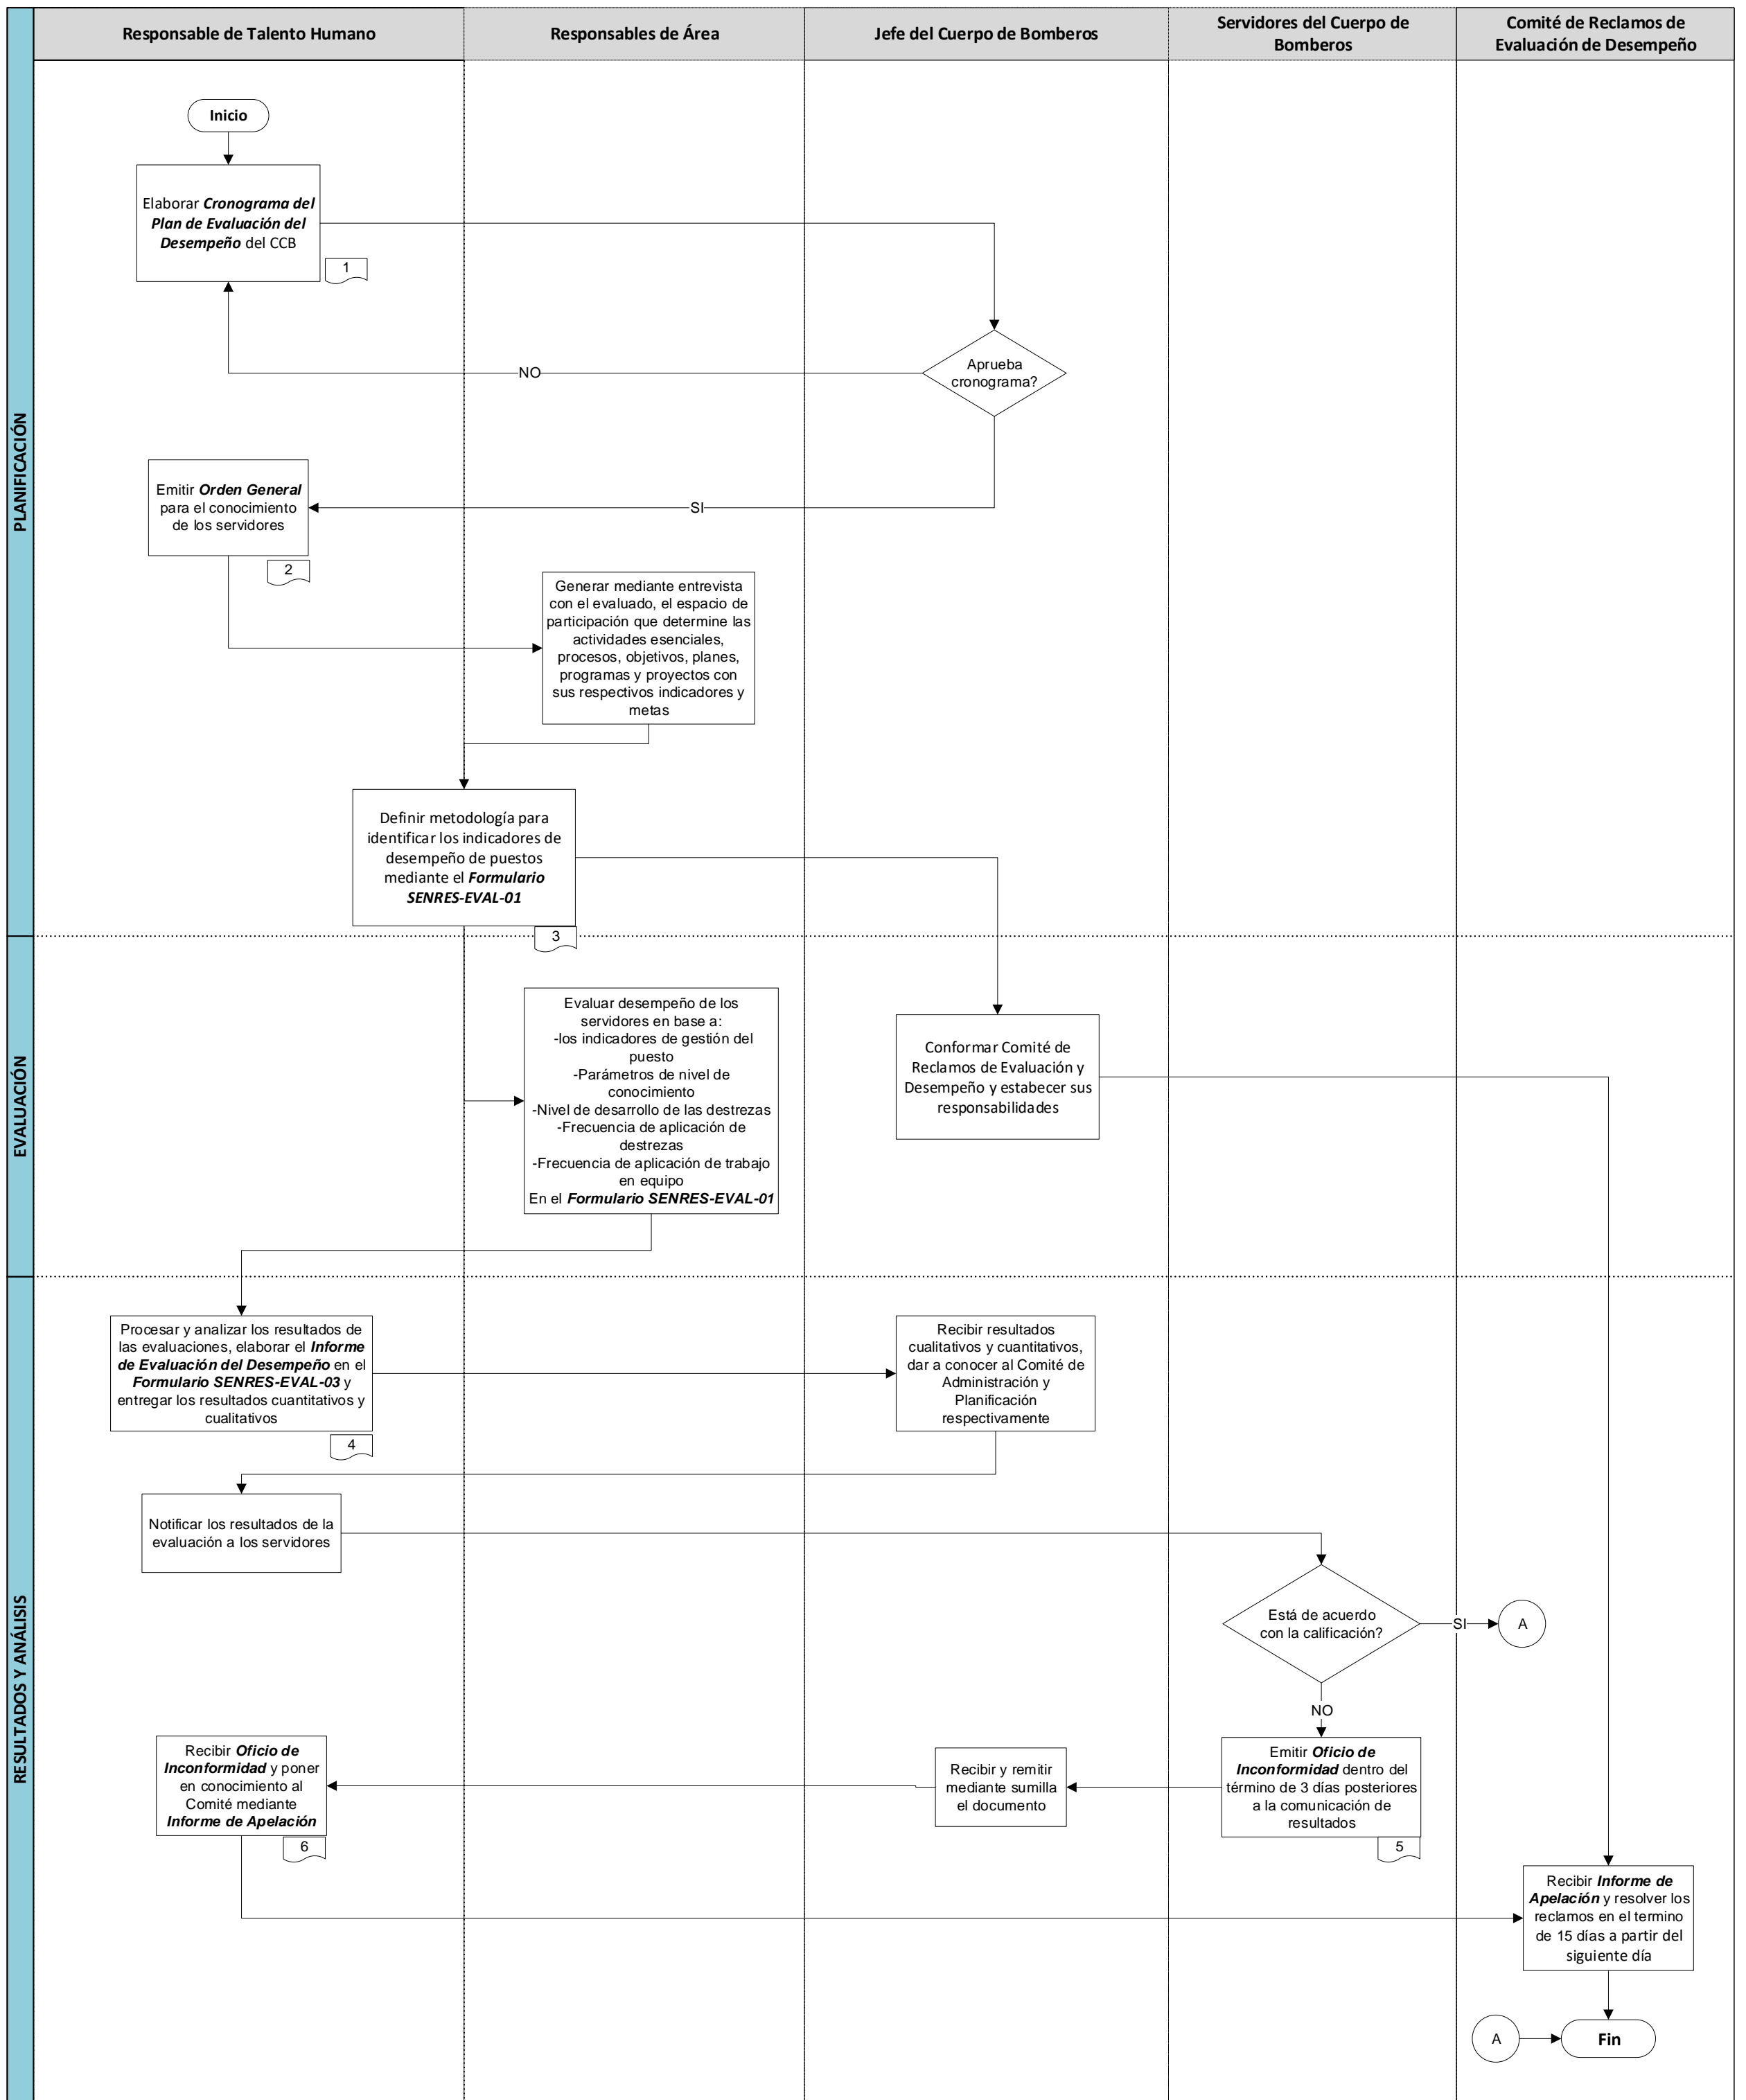 Responsable de Talento Humano
Responsables de Área
Jefe del Cuerpo de Bomberos
Servidores del Cuerpo de
Bomberos
Comité de Reclamos de
Evaluación de Desempeño
PLANIFICACIÓN
Inicio
Elaborar Cronograma del
Plan de Evaluación del
Desempeño del CCB
1
Aprueba
cronograma?
NO
SI
Emitir Orden General
para el conocimiento
de los servidores
2
Generar mediante entrevista
con el evaluado, el espacio de
participación que determine las
actividades esenciales,
procesos, objetivos, planes,
programas y proyectos con
sus respectivos indicadores y
metas
Definir metodología para
identificar los indicadores de
desempeño de puestos
mediante el Formulario
SENRES-EVAL-01
3
EVALUACIÓN
Evaluar desempeño de los
servidores en base a:
-los indicadores de gestión del
puesto
-Parámetros de nivel de
conocimiento
-Nivel de desarrollo de las destrezas
-Frecuencia de aplicación de
destrezas
-Frecuencia de aplicación de trabajo
en equipo
En el Formulario SENRES-EVAL-01
Conformar Comité de
Reclamos de Evaluación y
Desempeño y estabecer sus
responsabilidades
RESULTADOS Y ANÁLISIS
Procesar y analizar los resultados de
las evaluaciones, elaborar el Informe
de Evaluación del Desempeño en el
Formulario SENRES-EVAL-03 y
entregar los resultados cuantitativos y
cualitativos
4
Recibir resultados
cualitativos y cuantitativos,
dar a conocer al Comité de
Administración y
Planificación
respectivamente
Notificar los resultados de la
evaluación a los servidores
Está de acuerdo
con la calificación?
SI
A
NO
Emitir Oficio de
Inconformidad dentro del
término de 3 días posteriores
a la comunicación de
resultados
5
Recibir y remitir
mediante sumilla
el documento
Recibir Oficio de
Inconformidad y poner
en conocimiento al
Comité mediante
Informe de Apelación
6
Recibir Informe de
Apelación y resolver los
reclamos en el termino
de 15 días a partir del
siguiente día
A
Fin